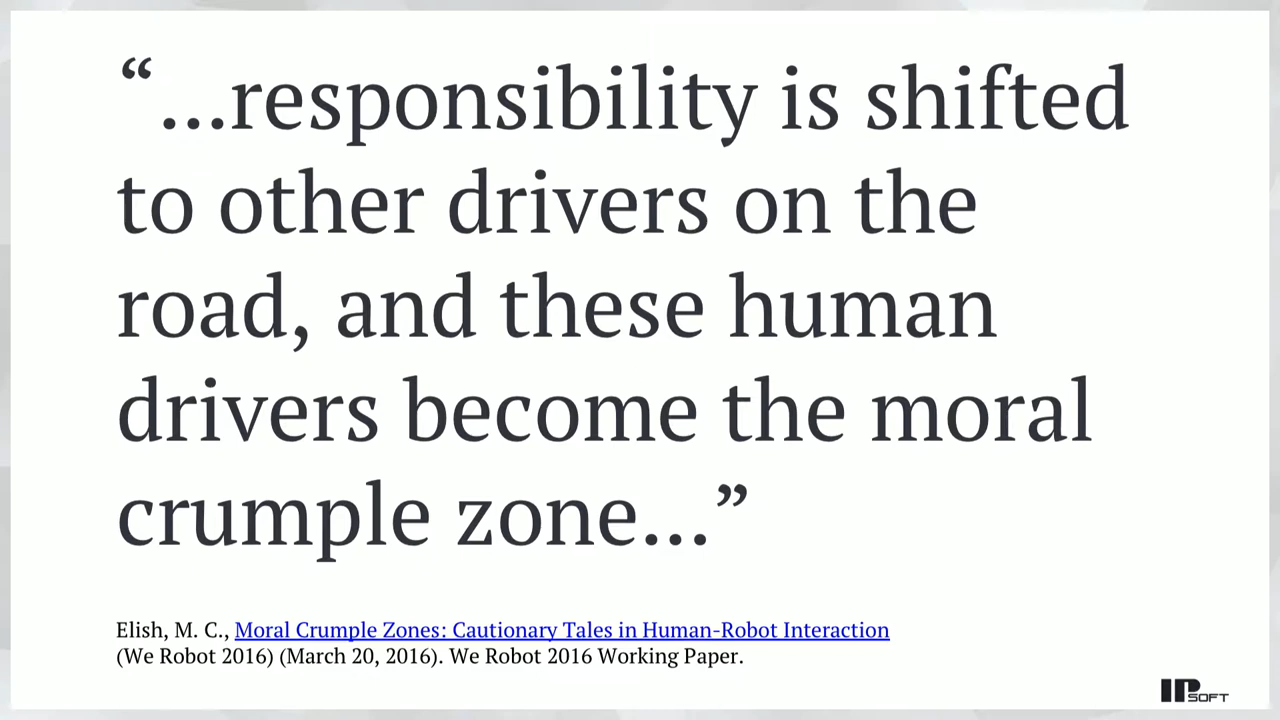 “...responsibility is shifted
to other drivers on the
road, and these human
drivers become the moral
crumple zone...”
Elish, M. C., Moral Crumple Zones: Cautionary Tales in Human-Robot Interaction
(We Robot 2016) (March 20, 2016). We Robot 2016 Working Paper.
IPSOFT